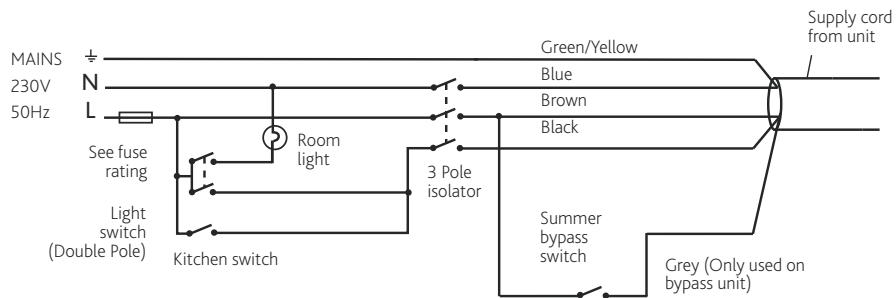 Supply cord
from unit
Green/Yellow
MAINS
Blue
230V N
Brown
50Hz L
Black
See fuse
rating
Room
light
3 Pole
isolator
Light
switch
(Double Pole)
Kitchen switch
Summer
bypass
switch
Grey (Only used on
bypass unit)